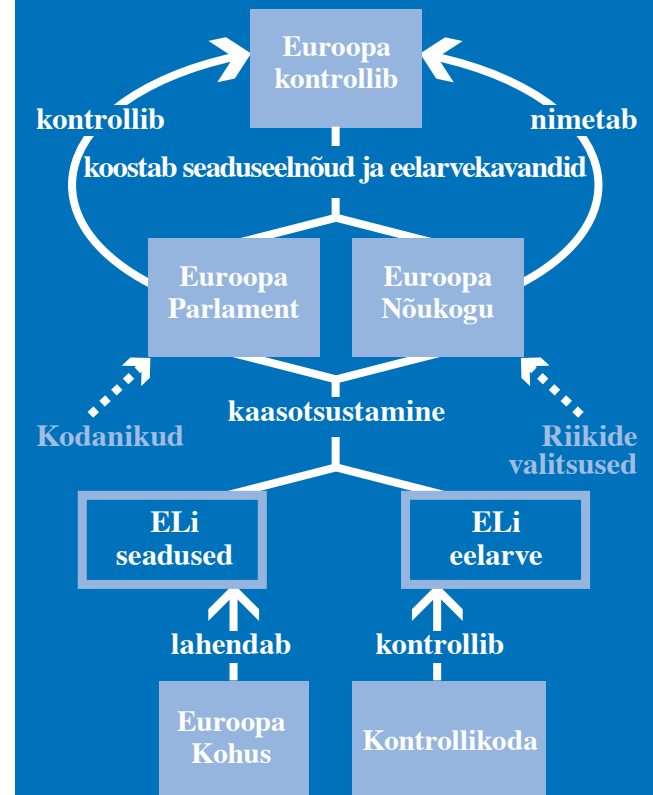 Euroopa
kontrollib
kontrollib
nimetab
koostab seaduseelnõud ja eelarvekavandid
Euroopa
Parlament
Euroopa
Nõukogu
kaasotsustamine
Kodanikud
Riikide
valitsused
ELi
seadused
ELi
eelarve
lahendab
kontrollib
Euroopa
Kohus
Kontrollikoda